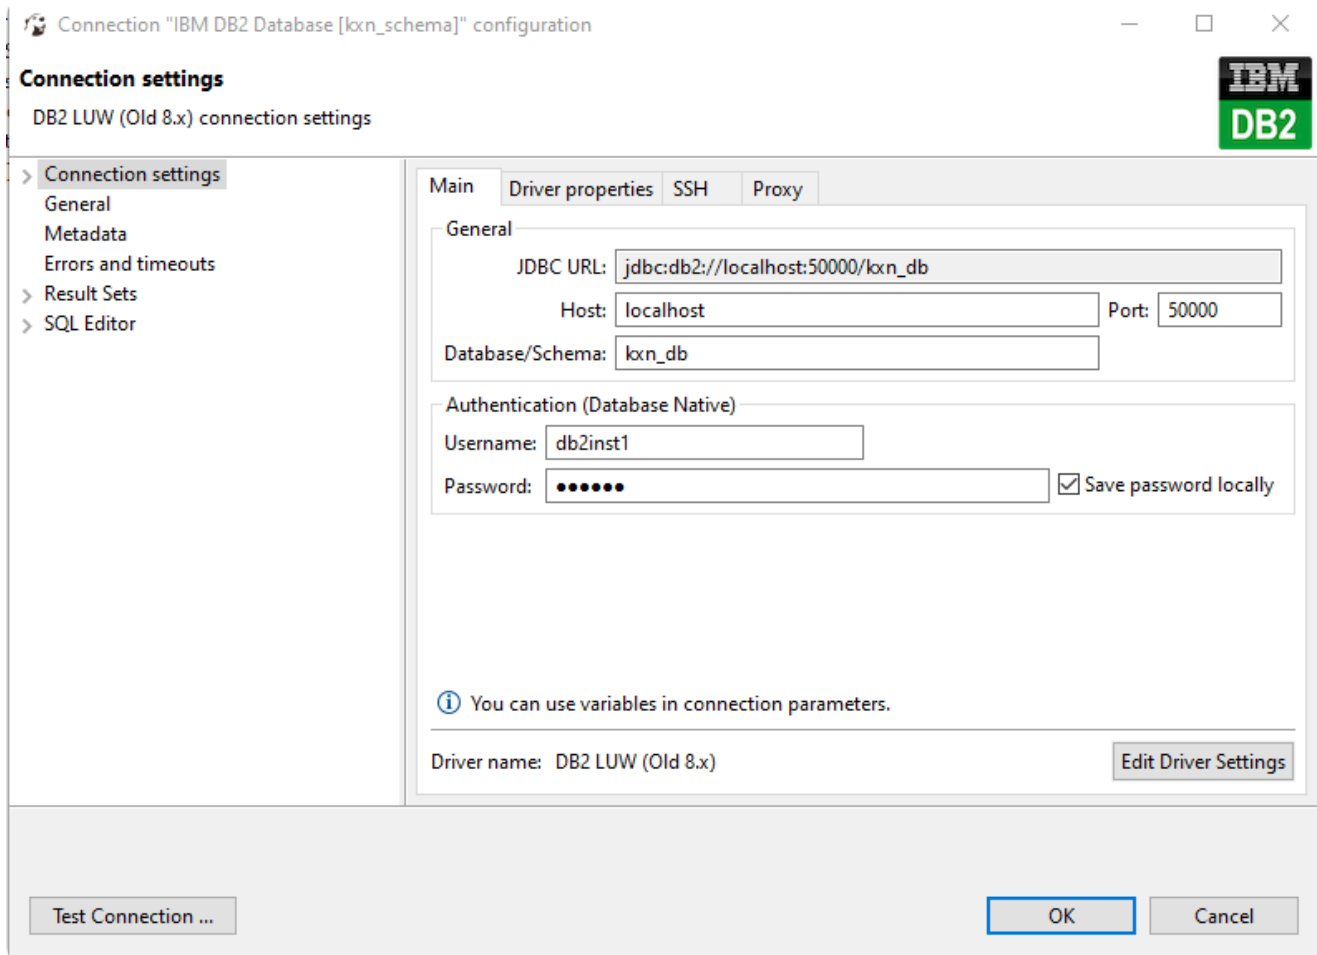 Connection "IBM DB2 Database [kxn_schema]" configuration
Connection settings
DB2 LUW (Old 8.x) connection settings
IBM
DB2
Connection settings
General
Metadata
Errors and timeouts
Result Sets
SQL Editor
Main Driver properties SSH Proxy
General
JDBC URL: jdbc:db2://localhost:50000/kxn_db
Host: localhost Port: 50000
Database/Schema: kxn_db
Authentication (Database Native)
Username: db2inst1
Password: ●●●●●● Save password locally
You can use variables in connection parameters.
Driver name: DB2 LUW (Old 8.x) Edit Driver Settings
Test Connection ... OK Cancel